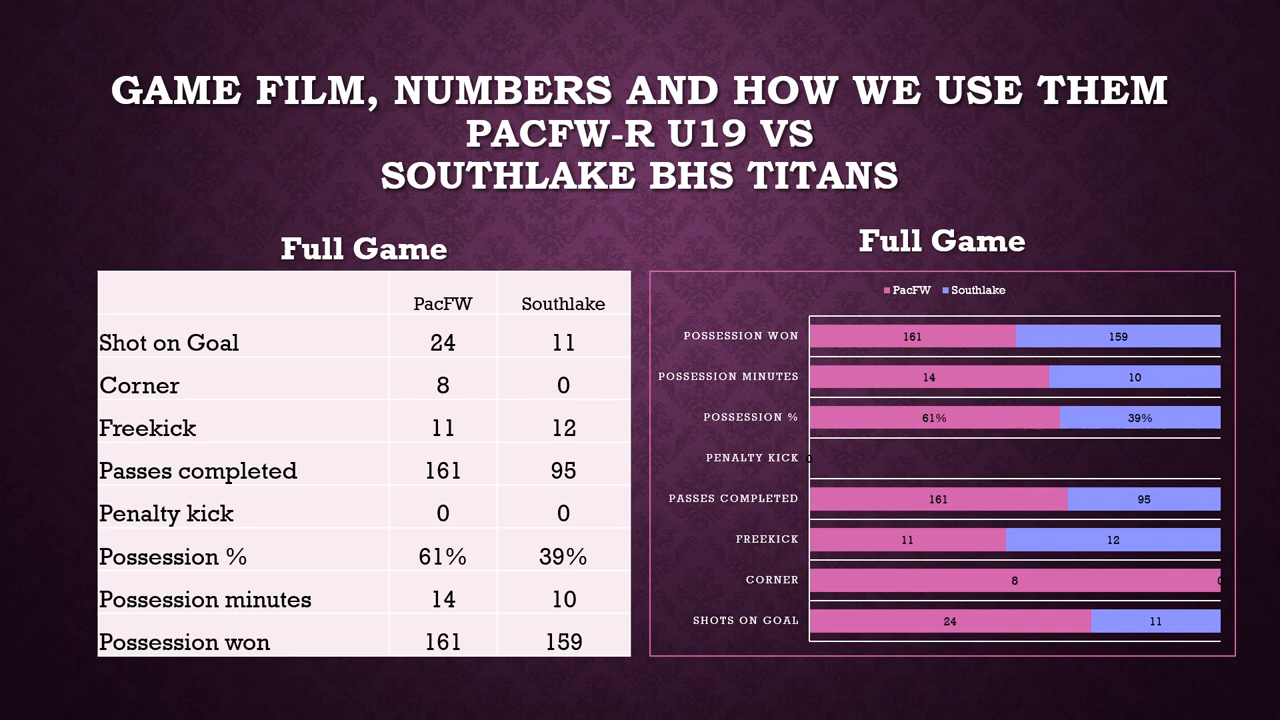 GAME FILM, NUMBERS AND HOW WE USE THEM
PACFW-R U19 VS
SOUTHLAKE BHS TITANS
Full Game
PacFW Southlake
Shot on Goal 24 11
Corner 8 0
Freekick 11 12
Passes completed 161 95
Penalty kick 0 0
Possession % 61% 39%
Possession minutes 14 10
Possession won 161 159
Full Game
PacFW Southlake
POSSESSION WON 161 159
POSSESSION MINUTES 14 10
POSSESSION % 61% 39%
PENALTY KICK 0
PASSES COMPLETED 161 95
FREEKICK 11 12
CORNER 8 0
SHOTS ON GOAL 24 11